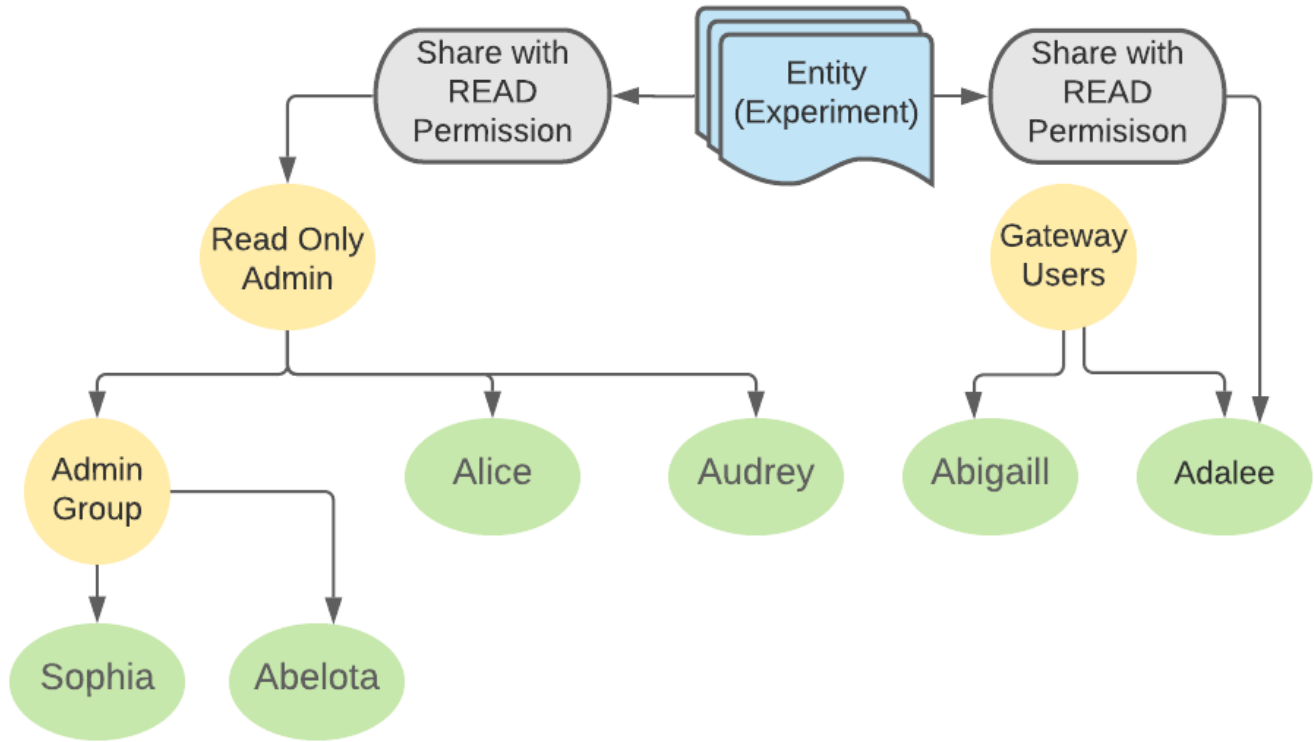 Share with
READ
Permission
Entity
(Experiment)
Share with
READ
Permisison
Read Only
Admin
Gateway
Users
Admin
Group
Alice
Audrey
Abigaill
Adalee
Sophia
Abelota